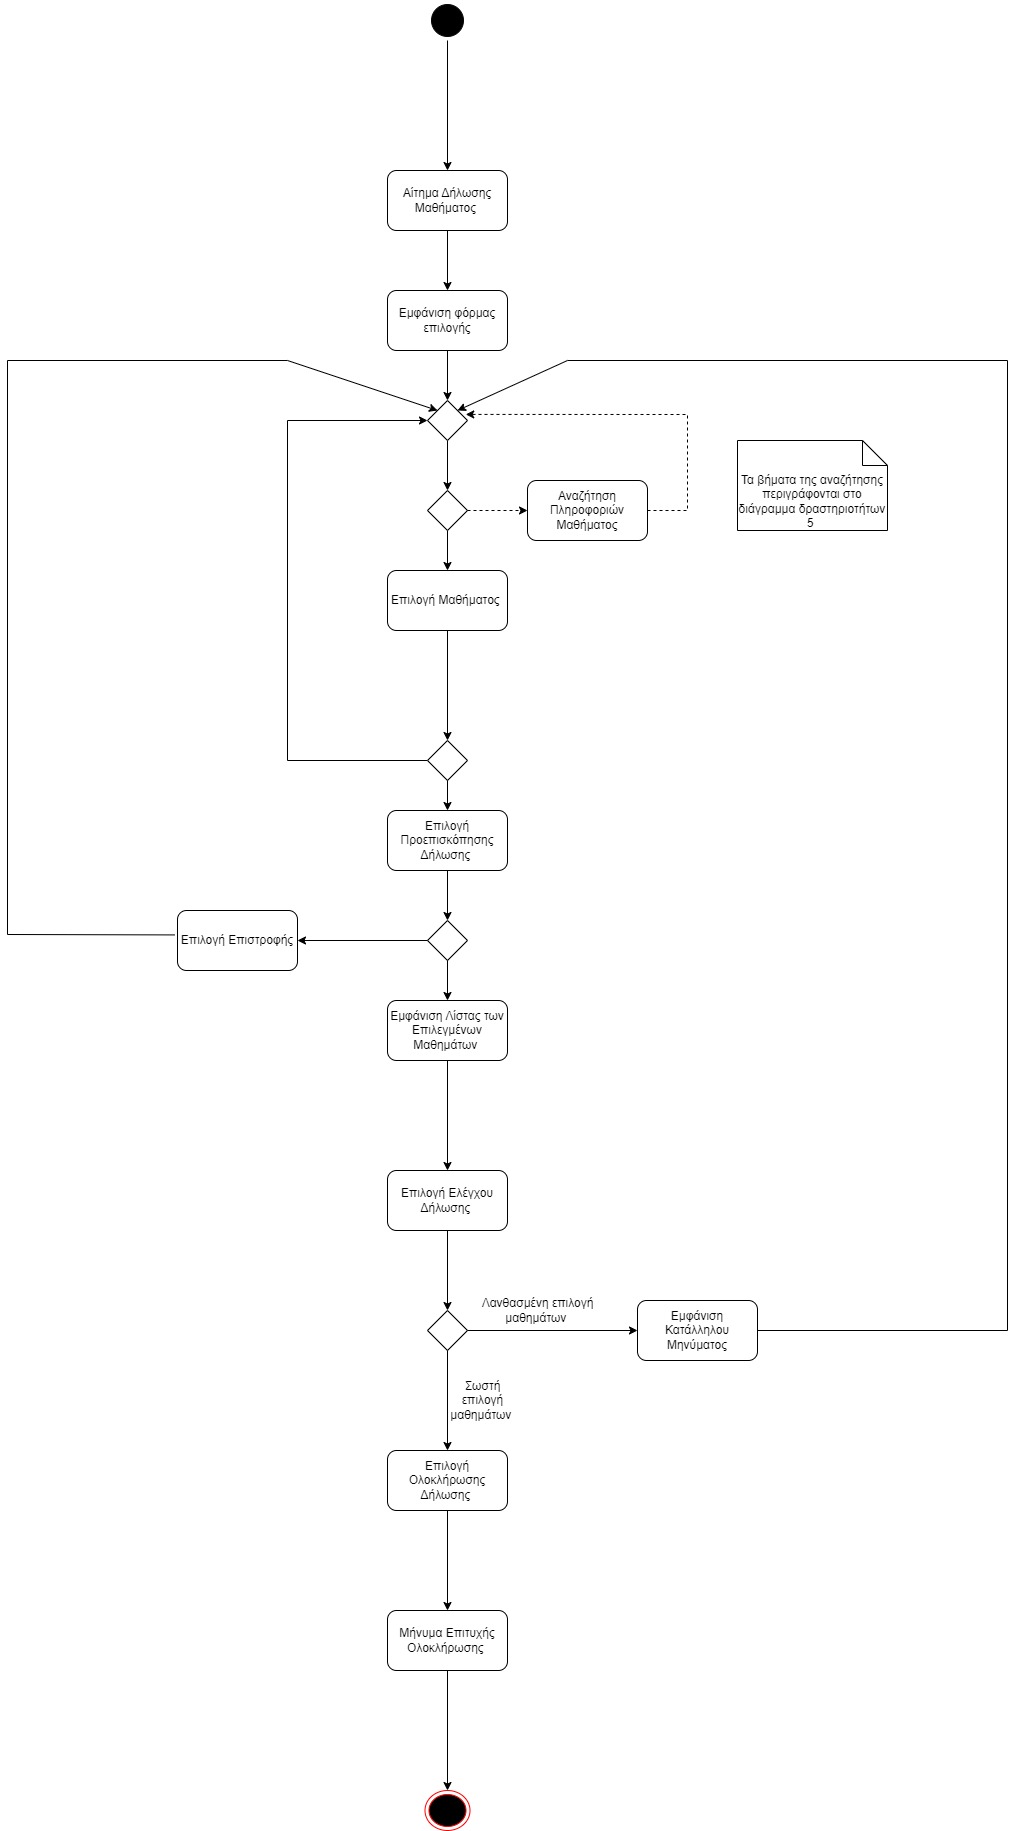 Αίτημα Δήλωσης
Μαθήματος
Εμφάνιση φόρμας
επιλογής
Αναζήτηση
Πληροφοριών
Μαθήματος
Τα βήματα της αναζήτησης
περιγράφονται στο
διάγραμμα δραστηριοτήτων
5
Επιλογή Μαθήματος
Επιλογή
Προεπισκόπησης
Δήλωσης
Επιλογή Επιστροφής
Εμφάνιση Λίστας των
Επιλεγμένων
Μαθημάτων
Επιλογή Ελέγχου
Δήλωσης
Λανθασμένη επιλογή
μαθημάτων
Εμφάνιση
Κατάλληλου
Μηνύματος
Σωστή
επιλογή
μαθημάτων
Επιλογή
Ολοκλήρωσης
Δήλωσης
Μήνυμα Επιτυχής
Ολοκλήρωσης